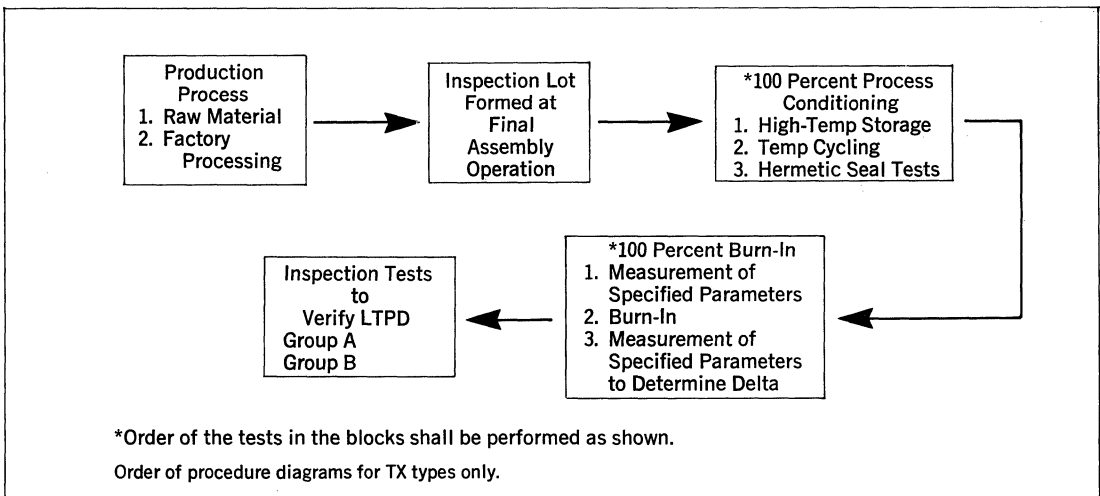 Production
Process
1. Raw Material
2. Factory
Processing
Inspection Lot
Formed at
Final
Assembly
Operation
*100 Percent Process
Conditioning
1. High-Temp Storage
2. Temp Cycling
3. Hermetic Seal Tests
*100 Percent Burn-In
1. Measurement of
Specified Parameters
2. Burn-In
3. Measurement of
Specified Parameters
to Determine Delta
Inspection Tests
to
Verify LTPD
Group A
Group B
*Order of the tests in the blocks shall be performed as shown.
Order of procedure diagrams for TX types only.